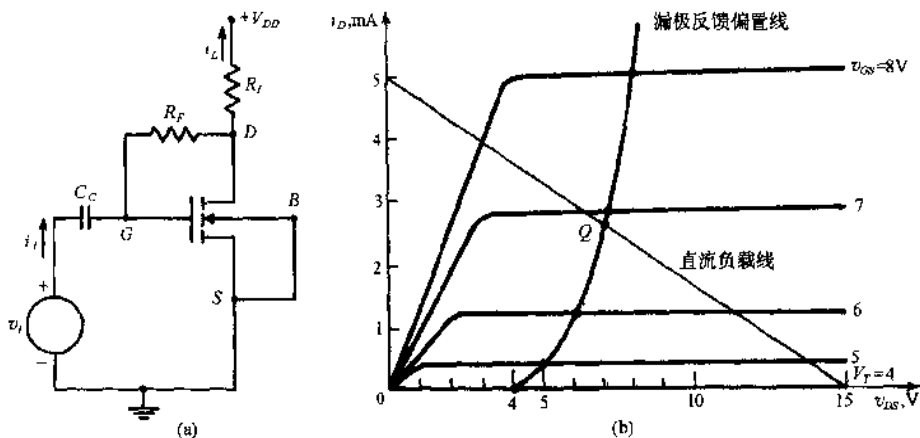 +V_DD
i_L
R_l
R_F
D
C_C
B
G
i_i
S
+
v_i
−
(a)
i_D,mA
漏极反馈偏置线
v_GS=8V
5
4
3
7
Q
2
直流负载线
6
1
5
V_T=4
0
4
5
10
15
v_DS,V
(b)